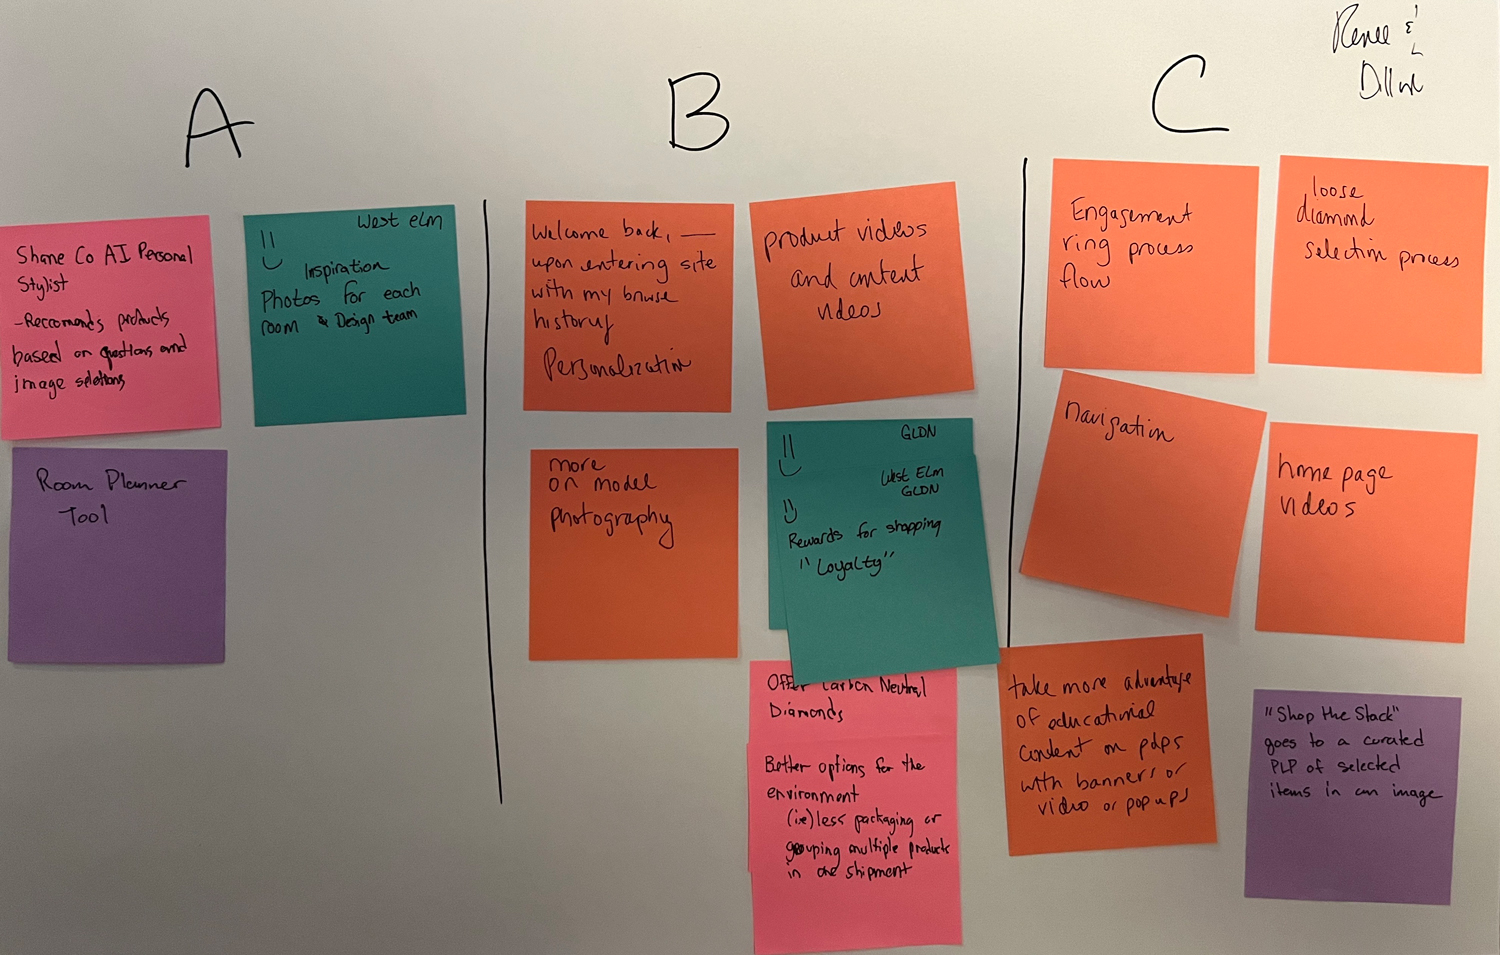 Renee &
Dillon
A
B
C
Shane Co AI Personal
Stylist
-Reccomends products
based on questions and
image seletions
West elm
Inspiration
Photos for each
room & Design team
Room Planner
Tool
Welcome back, __
upon entering site
with my browse
history
Personalization
product videos
and content
videos
more
on model
photography
GLDN
West Elm
GLDN
Rewards for shopping
"Loyalty"
Offer Carbon Neutral
Diamonds
Better options for the
environment
(ie) less packaging or
grouping multiple products
in one shipment
Engagement
ring process
flow
loose
diamond
selection process
navigation
home page
videos
take more advantage
of educational
content on pdps
with banners or
video or pop ups
"Shop the Stack"
goes to a curated
PLP of selected
items in an image